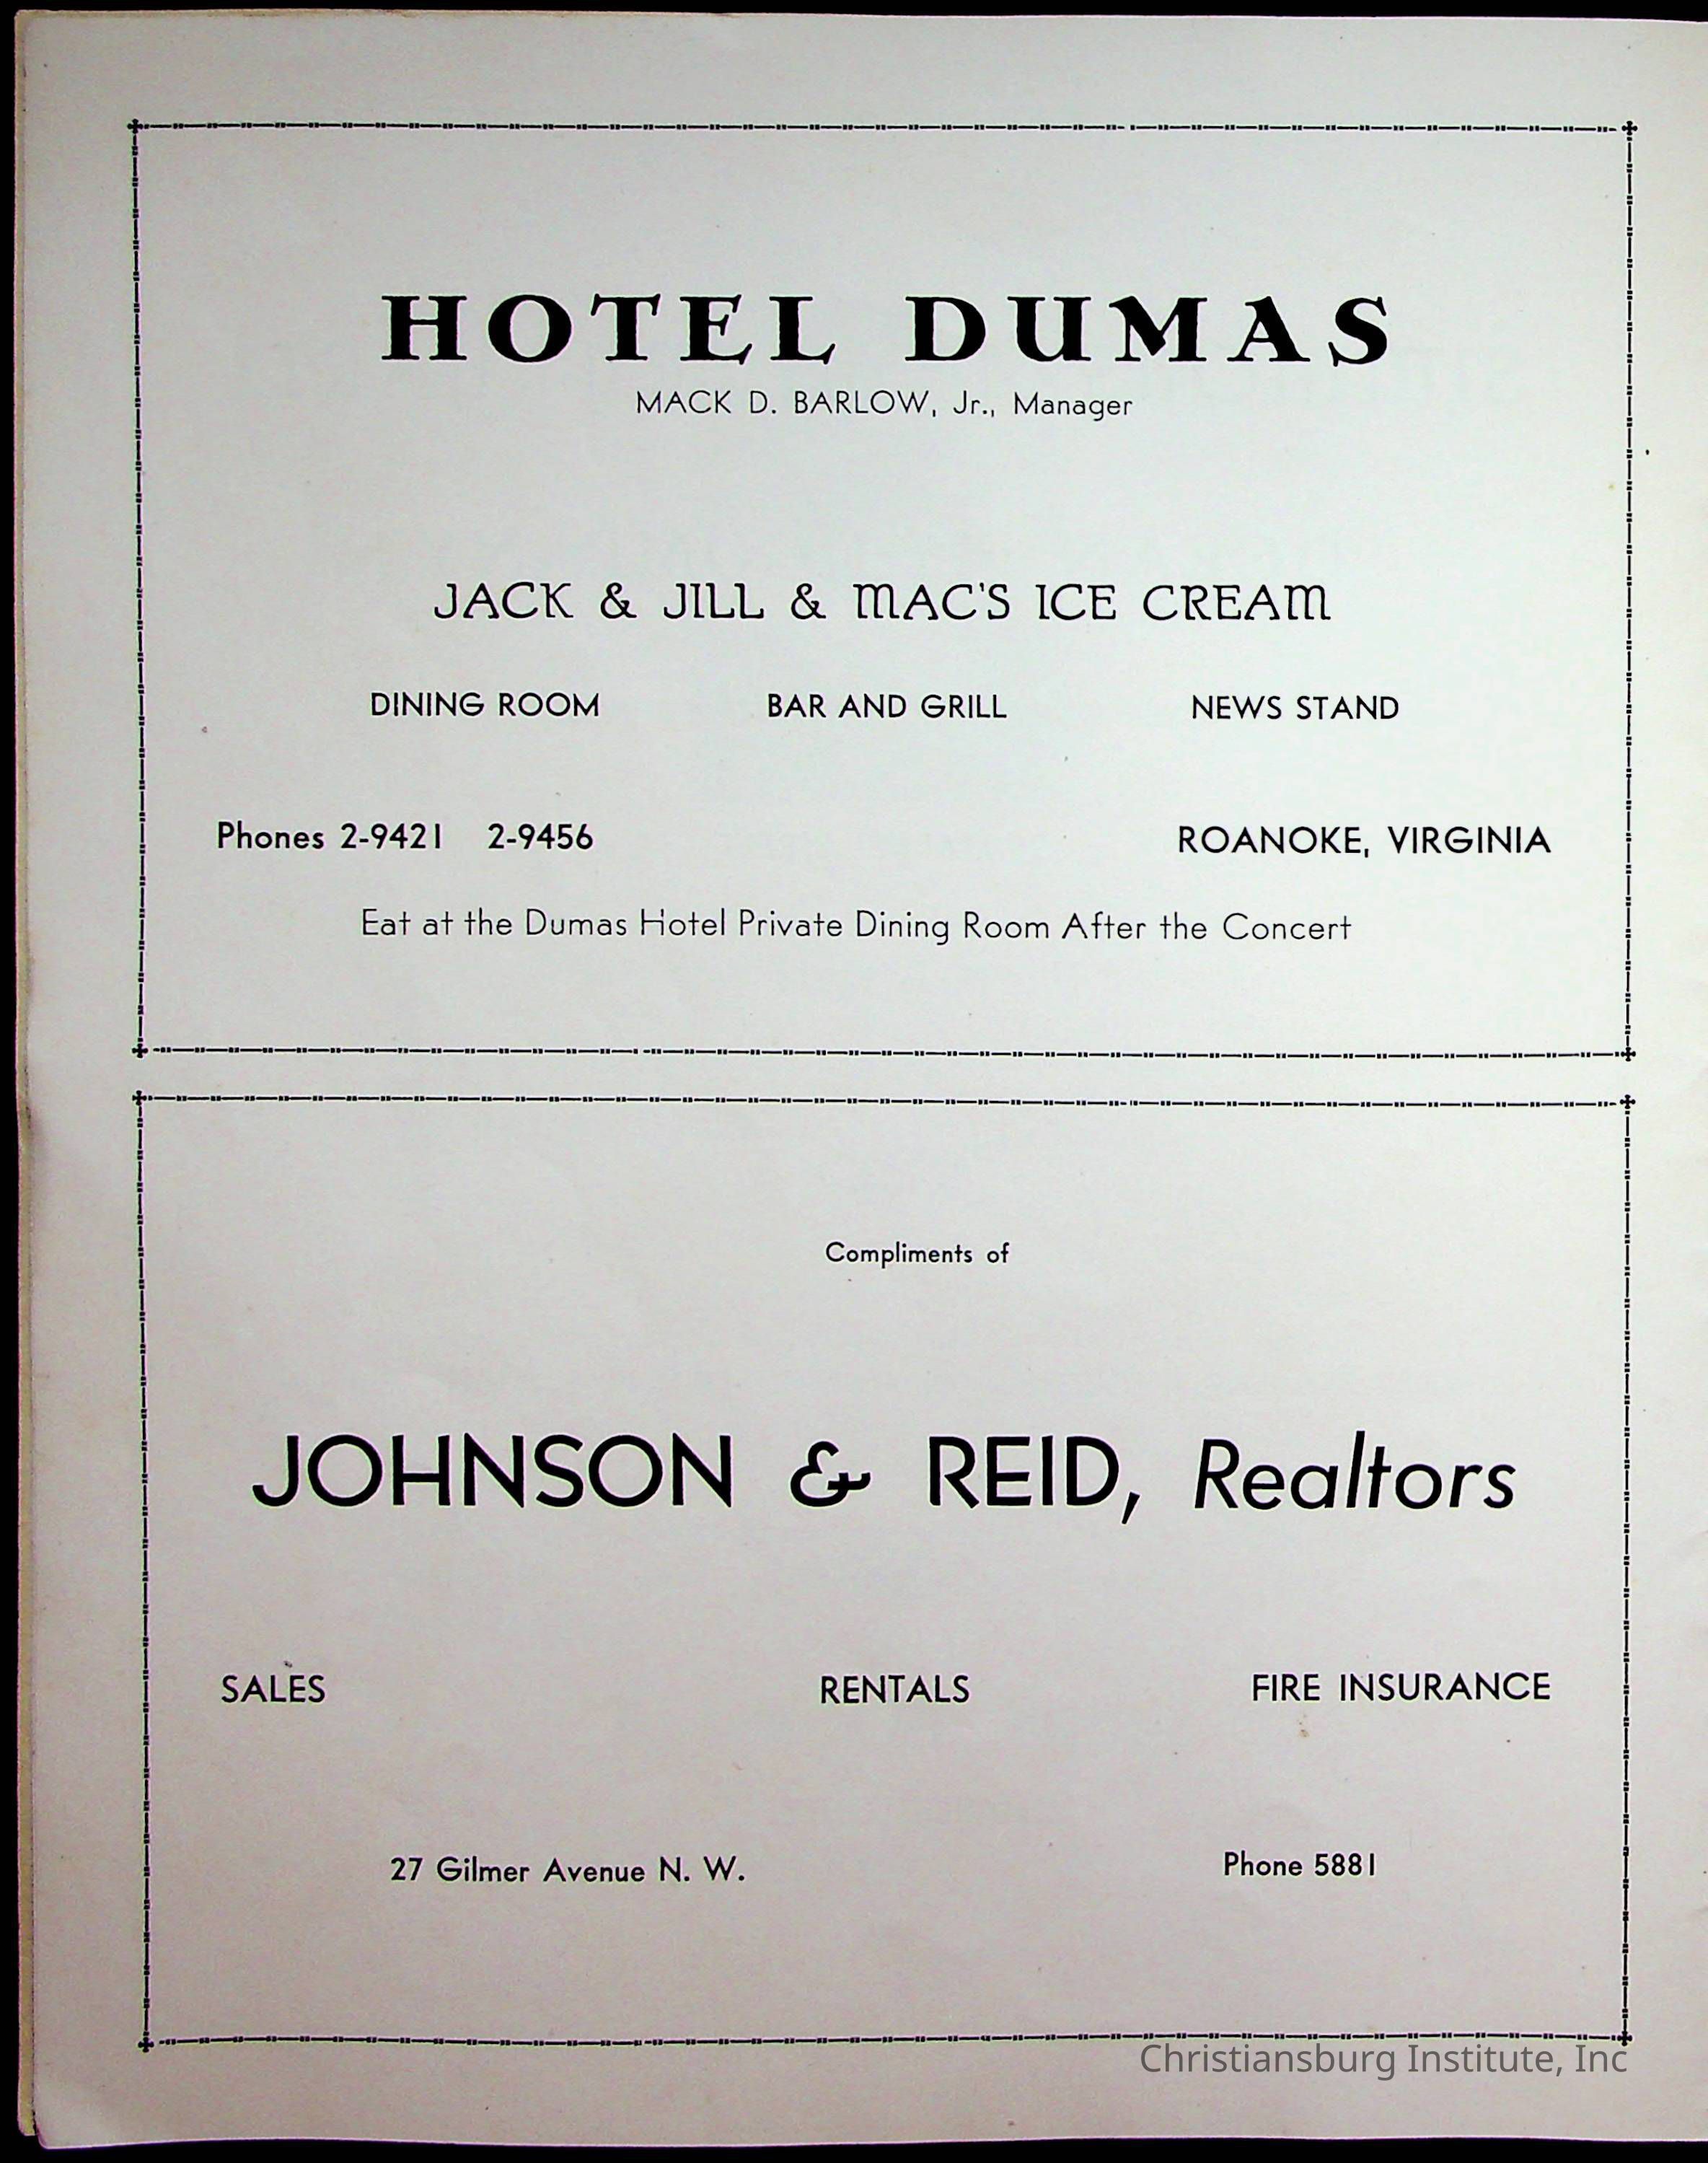 HOTEL DUMAS
MACK D. BARLOW, Jr., Manager
JACK & JILL & MAC'S ICE CREAM
DINING ROOM BAR AND GRILL NEWS STAND
Phones 2-9421 2-9456 ROANOKE, VIRGINIA
Eat at the Dumas Hotel Private Dining Room After the Concert
Compliments of
JOHNSON & REID, Realtors
SALES RENTALS FIRE INSURANCE
27 Gilmer Avenue N. W. Phone 5881
Christiansburg Institute, Inc